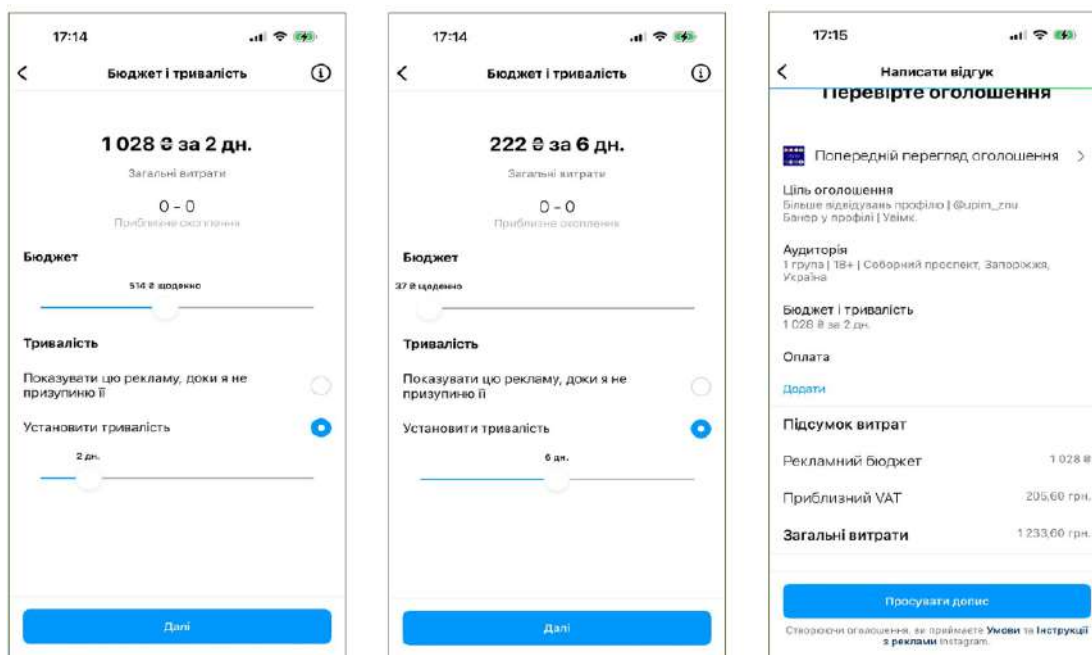 17:14
Бюджет і тривалість
1 028 ₴ за 2 дн.
Загальні витрати
0 – 0
Приблизне охоплення
Бюджет
514 ₴ щоденно
Тривалість
Показувати цю рекламу, доки я не
призупиню її
Установити тривалість
2 дн.
Далі
17:14
Бюджет і тривалість
222 ₴ за 6 дн.
Загальні витрати
0 – 0
Приблизне охоплення
Бюджет
37 ₴ щоденно
Тривалість
Показувати цю рекламу, доки я не
призупиню її
Установити тривалість
6 дн.
Далі
17:15
Написати відгук
Перевірте оголошення
Попередній перегляд оголошення
Ціль оголошення
Більше відвідувань профілю | @upim_znu
Банер у профілі | Увімк.
Аудиторія
1 група | 18+ | Соборний проспект, Запоріжжя,
Україна
Бюджет і тривалість
1 028 ₴ за 2 дн.
Оплата
Додати
Підсумок витрат
Рекламний бюджет 1 028 ₴
Приблизний VAT 205,60 грн.
Загальні витрати 1 233,60 грн.
Просувати допис
Створюючи оголошення, ви приймаєте Умови та Інструкції
з реклами Instagram.